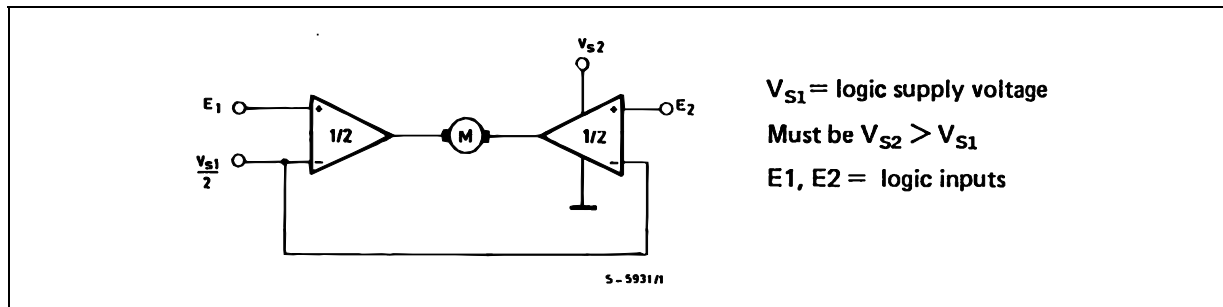 Vs2
E1
+
1/2
M
1/2
+
E2
Vs1
2
-
-
S-5931/1
VS1= logic supply voltage
Must be VS2 > VS1
E1, E2 = logic inputs